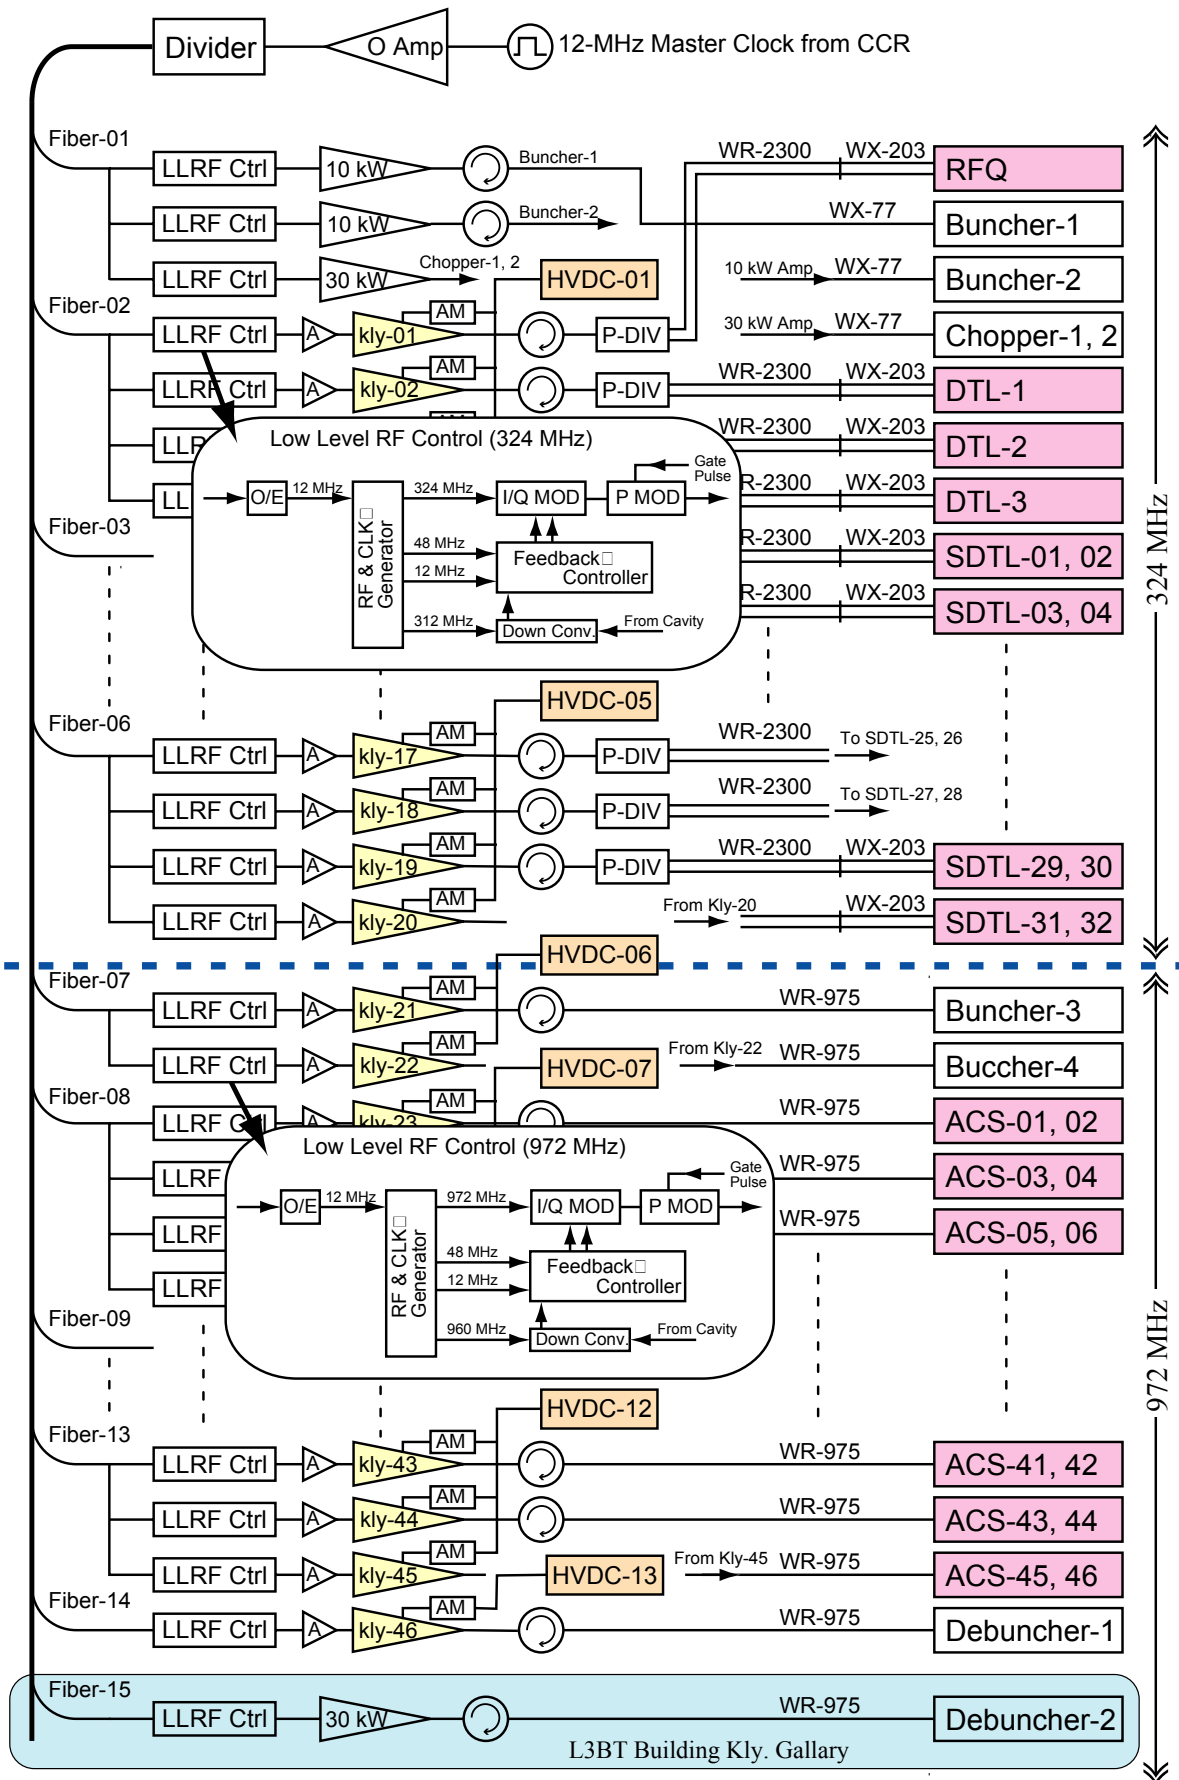 Divider
O Amp
12-MHz Master Clock from CCR
Fiber-01
LLRF Ctrl
10 kW
Buncher-1
WR-2300
WX-203
RFQ
LLRF Ctrl
10 kW
Buncher-2
WX-77
Buncher-1
LLRF Ctrl
30 kW
Chopper-1, 2
HVDC-01
10 kW Amp
WX-77
Buncher-2
Fiber-02
LLRF Ctrl
A
kly-01
AM
P-DIV
30 kW Amp
WX-77
Chopper-1, 2
LLRF Ctrl
A
kly-02
AM
P-DIV
WR-2300
WX-203
DTL-1
WR-2300
WX-203
DTL-2
R-2300
WX-203
DTL-3
R-2300
WX-203
SDTL-01, 02
R-2300
WX-203
SDTL-03, 04
LLR
LL
Fiber-03
Low Level RF Control (324 MHz)
O/E
12 MHz
RF & CLK
Generator
324 MHz
I/Q MOD
P MOD
Gate
Pulse
48 MHz
12 MHz
Feedback
Controller
312 MHz
Down Conv.
From Cavity
324 MHz
HVDC-05
Fiber-06
LLRF Ctrl
A
kly-17
AM
P-DIV
WR-2300
To SDTL-25, 26
LLRF Ctrl
A
kly-18
AM
P-DIV
WR-2300
To SDTL-27, 28
LLRF Ctrl
A
kly-19
AM
P-DIV
WR-2300
WX-203
SDTL-29, 30
LLRF Ctrl
A
kly-20
AM
From Kly-20
WX-203
SDTL-31, 32
HVDC-06
Fiber-07
LLRF Ctrl
A
kly-21
AM
WR-975
Buncher-3
LLRF Ctrl
A
kly-22
AM
HVDC-07
From Kly-22
WR-975
Buccher-4
Fiber-08
LLRF Ctrl
A
kly-23
AM
WR-975
ACS-01, 02
LLRF
WR-975
ACS-03, 04
LLRF
WR-975
ACS-05, 06
LLRF
Fiber-09
Low Level RF Control (972 MHz)
O/E
12 MHz
RF & CLK
Generator
972 MHz
I/Q MOD
P MOD
Gate
Pulse
48 MHz
12 MHz
Feedback
Controller
960 MHz
Down Conv.
From Cavity
972 MHz
HVDC-12
Fiber-13
LLRF Ctrl
A
kly-43
AM
WR-975
ACS-41, 42
LLRF Ctrl
A
kly-44
AM
WR-975
ACS-43, 44
LLRF Ctrl
A
kly-45
AM
HVDC-13
From Kly-45
WR-975
ACS-45, 46
Fiber-14
LLRF Ctrl
A
kly-46
AM
WR-975
Debuncher-1
Fiber-15
LLRF Ctrl
30 kW
WR-975
Debuncher-2
L3BT Building Kly. Gallary